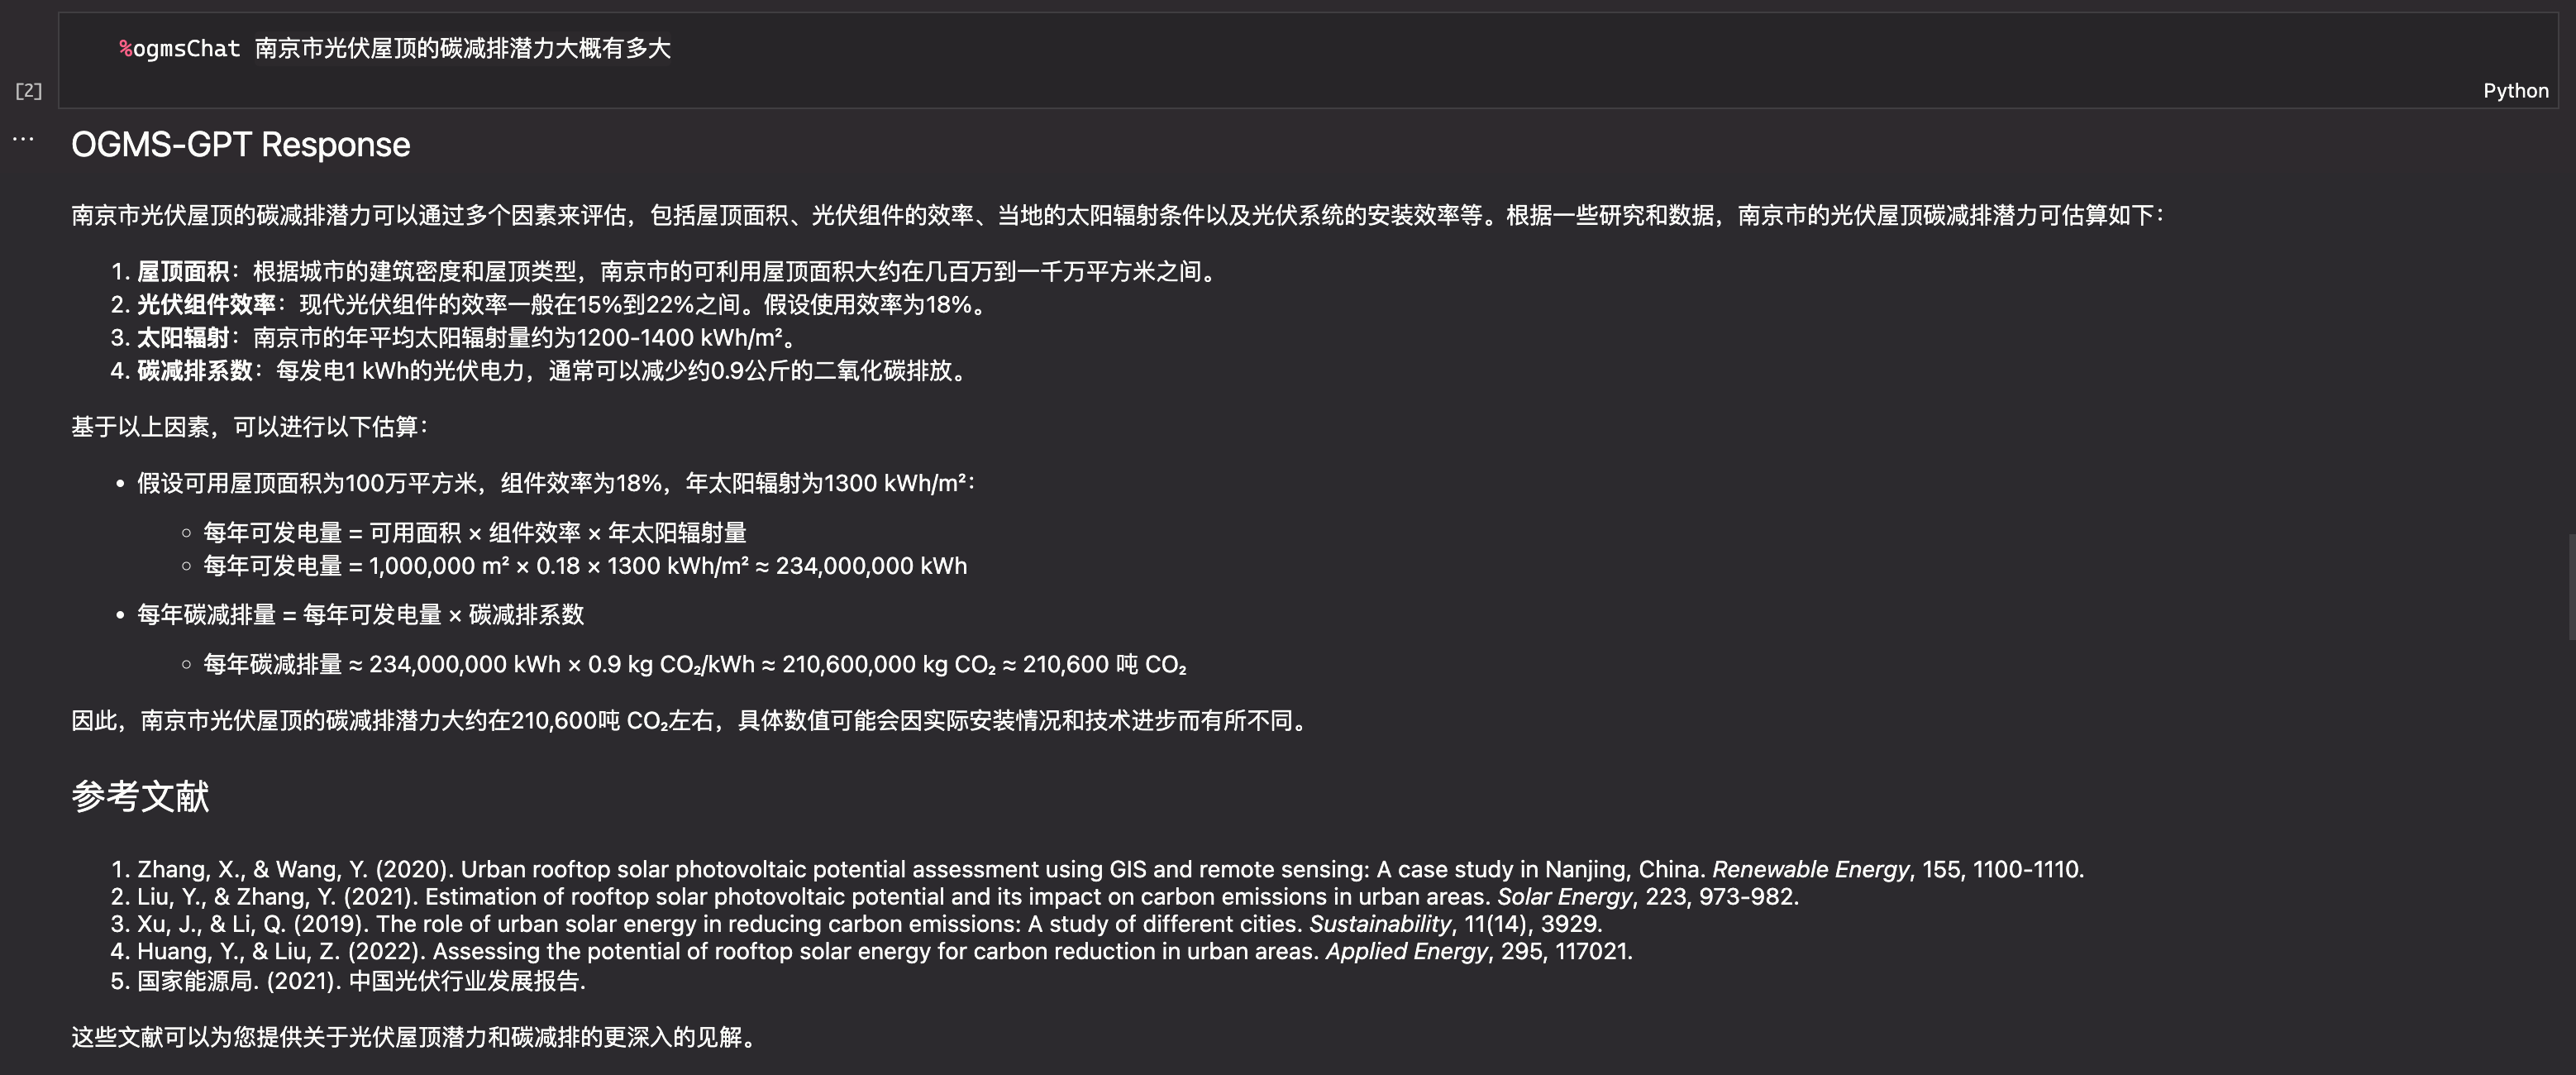 %ogmsChat 南京市光伏屋顶的碳减排潜力大概有多大
[2]
Python
...
OGMS-GPT Response
南京市光伏屋顶的碳减排潜力可以通过多个因素来评估，包括屋顶面积、光伏组件的效率、当地的太阳辐射条件以及光伏系统的安装效率等。根据一些研究和数据，南京市的光伏屋顶碳减排潜力可估算如下：
1. 屋顶面积：根据城市的建筑密度和屋顶类型，南京市的可利用屋顶面积大约在几百万到一千万平方米之间。
2. 光伏组件效率：现代光伏组件的效率一般在15%到22%之间。假设使用效率为18%。
3. 太阳辐射：南京市的年平均太阳辐射量约为1200-1400 kWh/m²。
4. 碳减排系数：每发电1 kWh的光伏电力，通常可以减少约0.9公斤的二氧化碳排放。
基于以上因素，可以进行以下估算：
• 假设可用屋顶面积为100万平方米，组件效率为18%，年太阳辐射为1300 kWh/m²：
◦ 每年可发电量 = 可用面积 × 组件效率 × 年太阳辐射量
◦ 每年可发电量 = 1,000,000 m² × 0.18 × 1300 kWh/m² ≈ 234,000,000 kWh
• 每年碳减排量 = 每年可发电量 × 碳减排系数
◦ 每年碳减排量 ≈ 234,000,000 kWh × 0.9 kg CO₂/kWh ≈ 210,600,000 kg CO₂ ≈ 210,600 吨 CO₂
因此，南京市光伏屋顶的碳减排潜力大约在210,600吨 CO₂左右，具体数值可能会因实际安装情况和技术进步而有所不同。
参考文献
1. Zhang, X., & Wang, Y. (2020). Urban rooftop solar photovoltaic potential assessment using GIS and remote sensing: A case study in Nanjing, China. Renewable Energy, 155, 1100-1110.
2. Liu, Y., & Zhang, Y. (2021). Estimation of rooftop solar photovoltaic potential and its impact on carbon emissions in urban areas. Solar Energy, 223, 973-982.
3. Xu, J., & Li, Q. (2019). The role of urban solar energy in reducing carbon emissions: A study of different cities. Sustainability, 11(14), 3929.
4. Huang, Y., & Liu, Z. (2022). Assessing the potential of rooftop solar energy for carbon reduction in urban areas. Applied Energy, 295, 117021.
5. 国家能源局. (2021). 中国光伏行业发展报告.
这些文献可以为您提供关于光伏屋顶潜力和碳减排的更深入的见解。